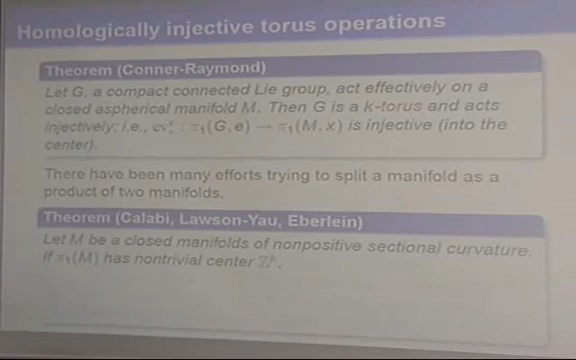 Homologically injective torus operations
Theorem (Conner-Raymond)
Let G, a compact connected Lie group, act effectively on a
closed aspherical manifold M. Then G is a k-torus and acts
injectively; i.e., ev^x_* : π₁(G, e) → π₁(M, x) is injective (into the
center).
There have been many efforts trying to split a manifold as a
product of two manifolds.
Theorem (Calabi, Lawson-Yau, Eberlein)
Let M be a closed manifolds of nonpositive sectional curvature.
If π₁(M) has nontrivial center ℤᵏ,